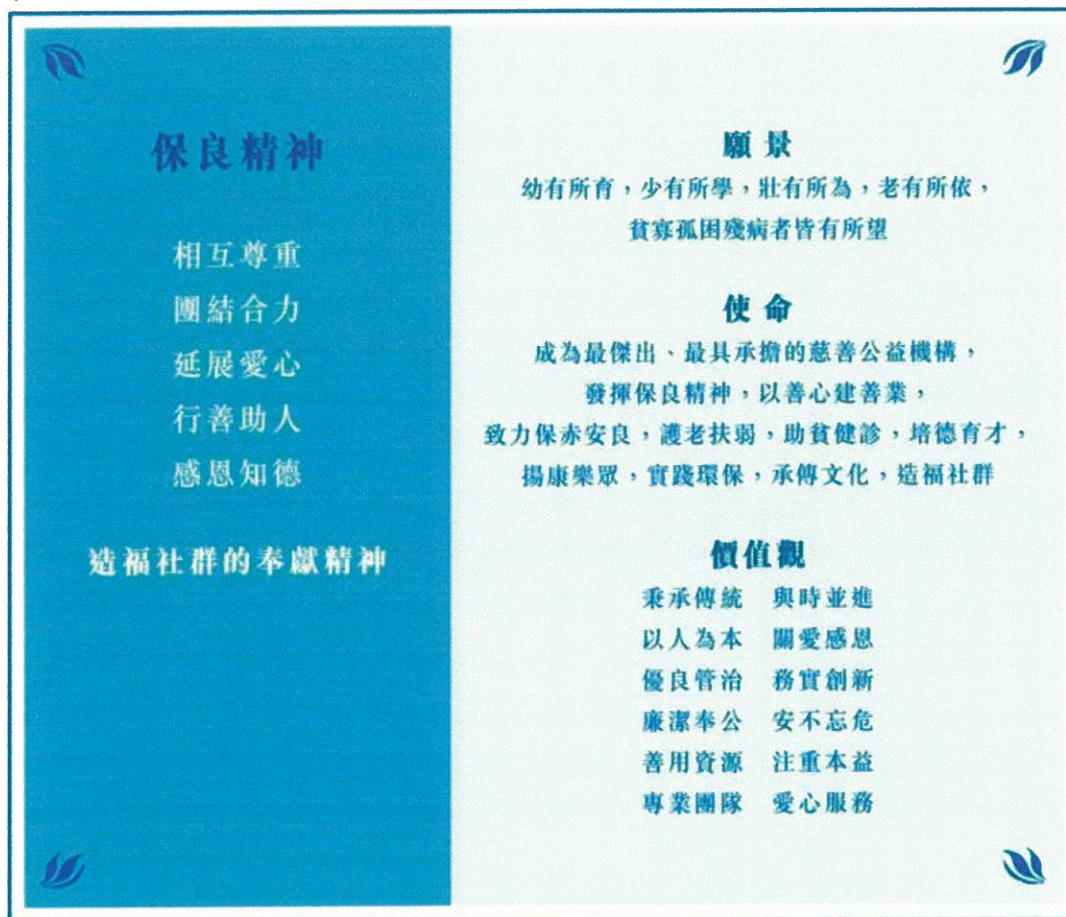 保良精神
相互尊重
團結合力
延展愛心
行善助人
感恩知德
造福社群的奉獻精神
願景
幼有所育，少有所學，壯有所為，老有所依，
貧寡孤困殘病者皆有所望
使命
成為最傑出、最具承擔的慈善公益機構，
發揮保良精神，以善心建善業，
致力保赤安良，護老扶弱，助貧健診，培德育才，
揚康樂眾，實踐環保，承傳文化，造福社群
價值觀
秉承傳統　與時並進
以人為本　關愛感恩
優良管治　務實創新
廉潔奉公　安不忘危
善用資源　注重本益
專業團隊　愛心服務